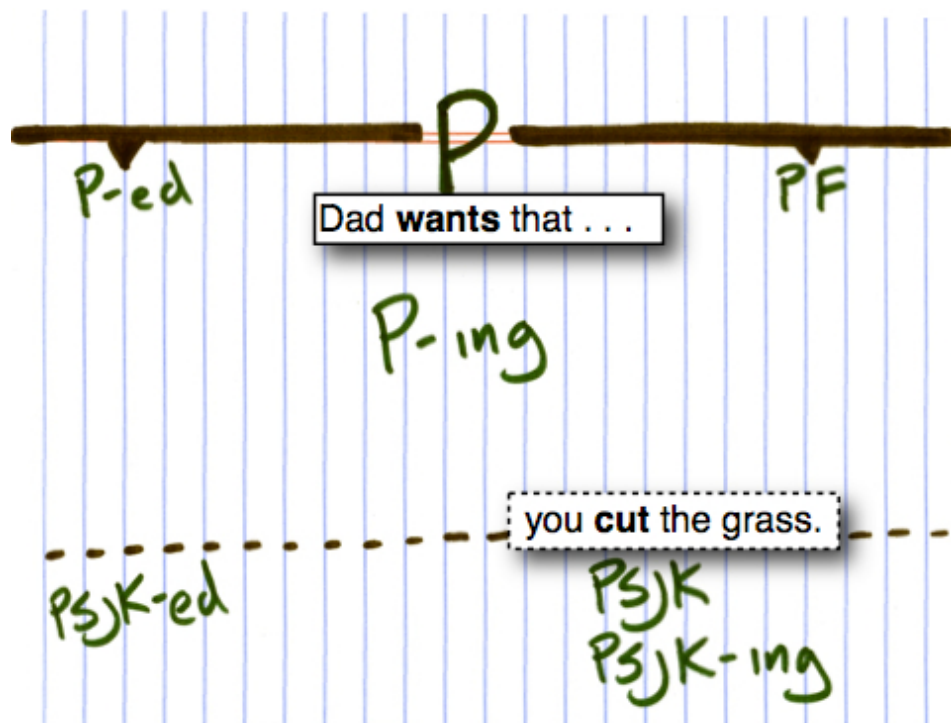 P
P-ed
PF
Dad wants that . . .
P-ing
you cut the grass.
PSJK-ed
PSJK
PSJK-ing